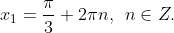 x₁ = π/3 + 2πn, n ∈ Z.